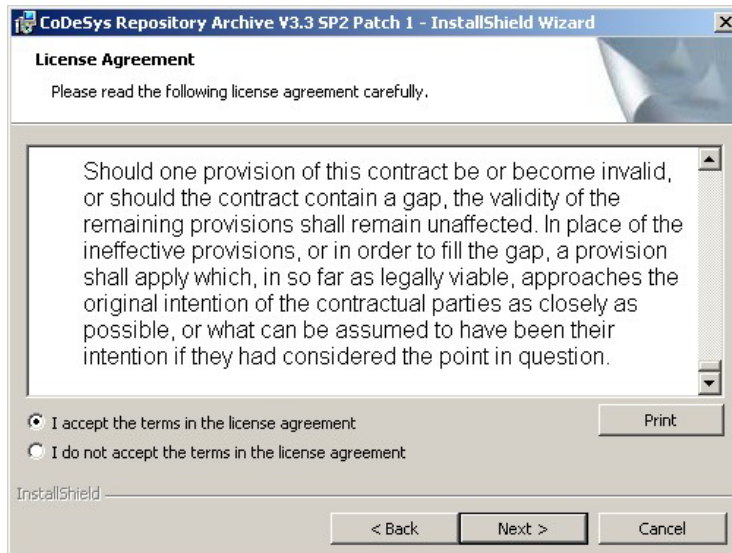 CoDeSys Repository Archive V3.3 SP2 Patch 1 - InstallShield Wizard
License Agreement
Please read the following license agreement carefully.
Should one provision of this contract be or become invalid,
or should the contract contain a gap, the validity of the
remaining provisions shall remain unaffected. In place of the
ineffective provisions, or in order to fill the gap, a provision
shall apply which, in so far as legally viable, approaches the
original intention of the contractual parties as closely as
possible, or what can be assumed to have been their
intention if they had considered the point in question.
I accept the terms in the license agreement
Print
I do not accept the terms in the license agreement
InstallShield
< Back
Next >
Cancel